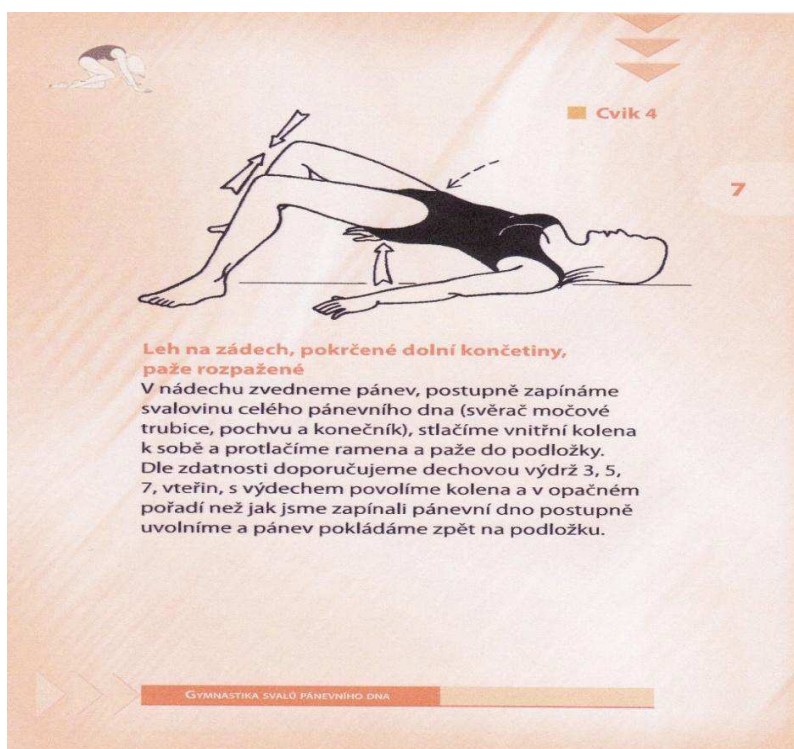 Cvik 4
7
Leh na zádech, pokrčené dolní končetiny,
paže rozpažené
V nádechu zvedneme pánev, postupně zapínáme
svalovinu celého pánevního dna (svěrač močové
trubice, pochvu a konečník), stlačíme vnitřní kolena
k sobě a protlačíme ramena a paže do podložky.
Dle zdatnosti doporučujeme dechovou výdrž 3, 5,
7, vteřin, s výdechem povolíme kolena a v opačném
pořadí než jak jsme zapínali pánevní dno postupně
uvolníme a pánev pokládáme zpět na podložku.
GYMNASTIKA SVALŮ PÁNEVNÍHO DNA